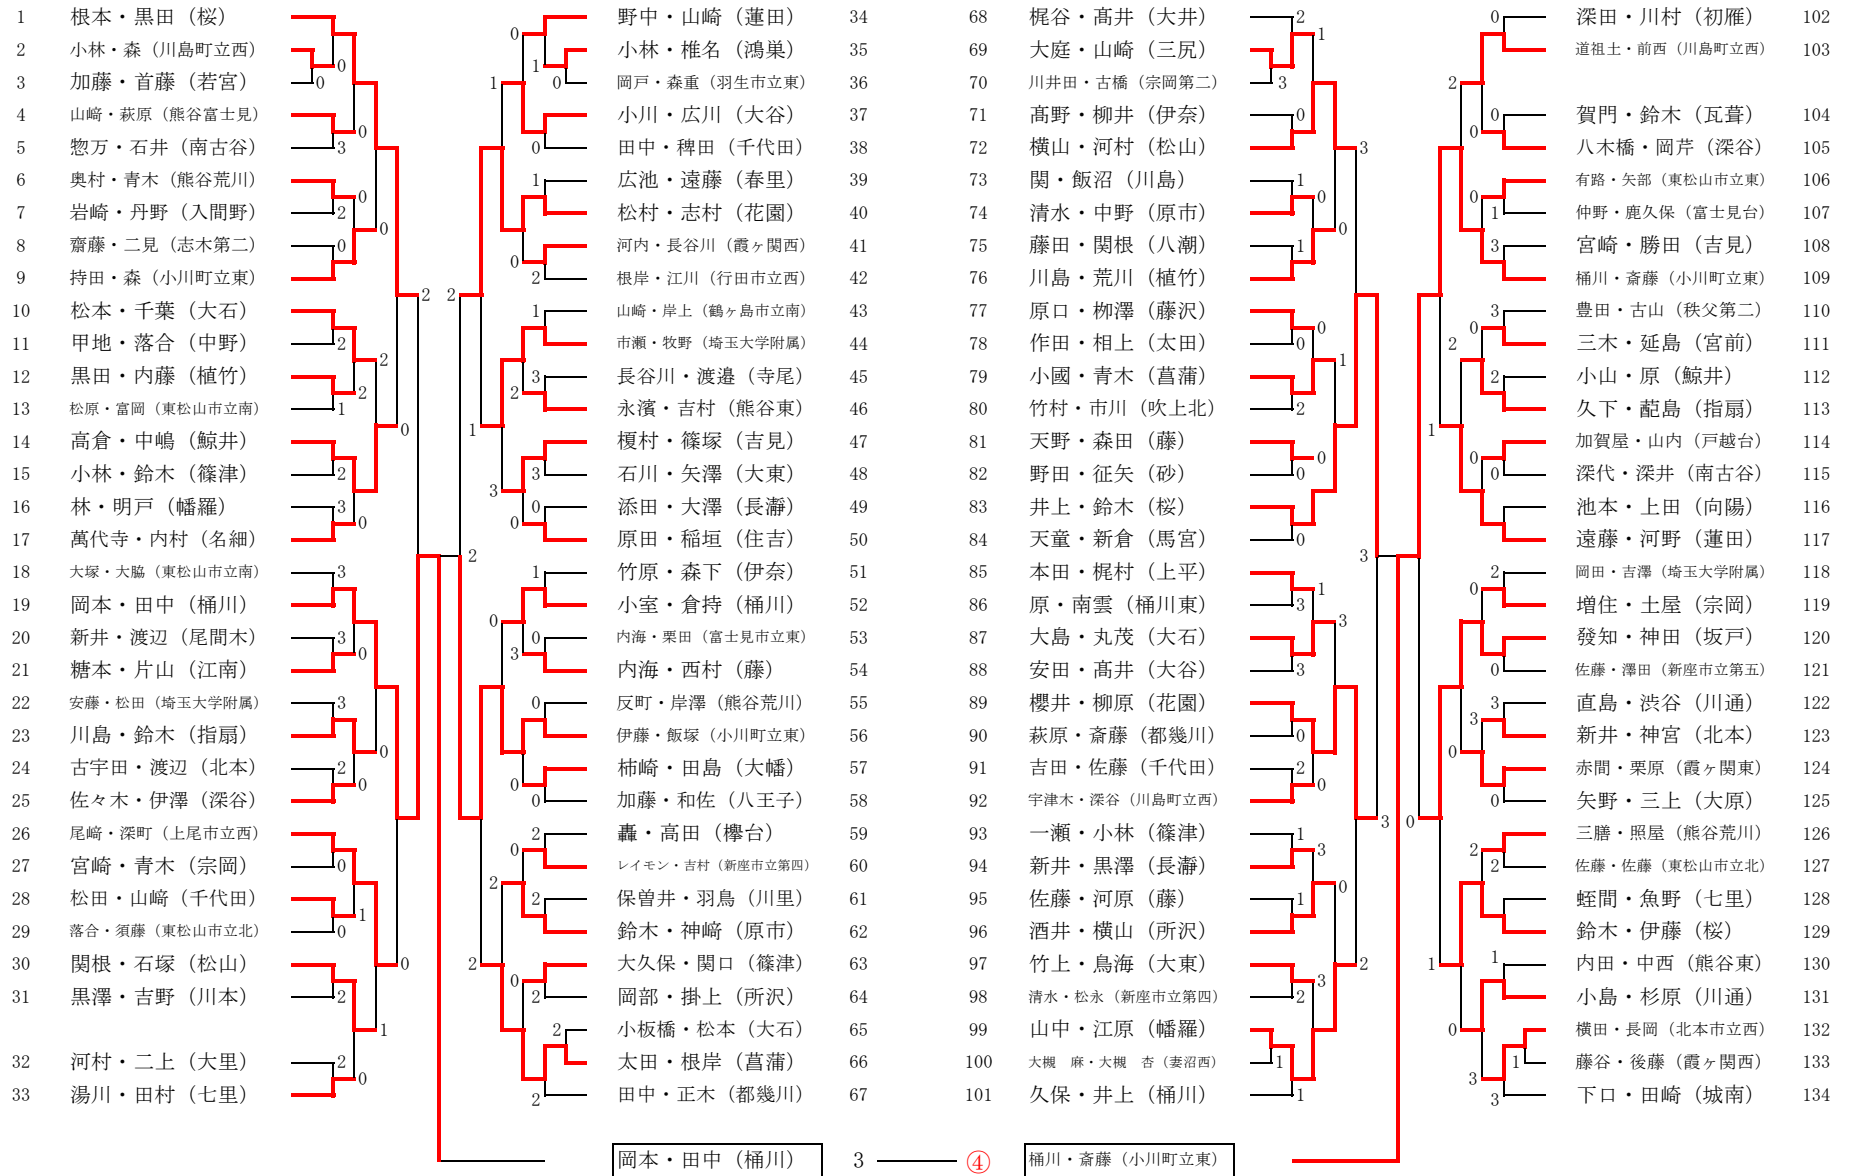 1 根本・黒田（桜）
2 小林・森（川島町立西）
3 加藤・首藤（若宮）
4 山﨑・萩原（熊谷富士見）
5 惣万・石井（南古谷）
6 奥村・青木（熊谷荒川）
7 岩崎・丹野（入間野）
8 齋藤・二見（志木第二）
9 持田・森（小川町立東）
10 松本・千葉（大石）
11 甲地・落合（中野）
12 黒田・内藤（植竹）
13 松原・富岡（東松山市立南）
14 高倉・中嶋（鯨井）
15 小林・鈴木（篠津）
16 林・明戸（幡羅）
17 萬代寺・内村（名細）
18 大塚・大脇（東松山市立南）
19 岡本・田中（桶川）
20 新井・渡辺（尾間木）
21 糖本・片山（江南）
22 安藤・松田（埼玉大学附属）
23 川島・鈴木（指扇）
24 古宇田・渡辺（北本）
25 佐々木・伊澤（深谷）
26 尾﨑・深町（上尾市立西）
27 宮崎・青木（宗岡）
28 松田・山﨑（千代田）
29 落合・須藤（東松山市立北）
30 関根・石塚（松山）
31 黒澤・吉野（川本）
32 河村・二上（大里）
33 湯川・田村（七里）
野中・山崎（蓮田） 34
小林・椎名（鴻巣） 35
岡戸・森重（羽生市立東） 36
小川・広川（大谷） 37
田中・稗田（千代田） 38
広池・遠藤（春里） 39
松村・志村（花園） 40
河内・長谷川（霞ヶ関西） 41
根岸・江川（行田市立西） 42
山崎・岸上（鶴ヶ島市立南） 43
市瀬・牧野（埼玉大学附属） 44
長谷川・渡邉（寺尾） 45
永濱・吉村（熊谷東） 46
榎村・篠塚（吉見） 47
石川・矢澤（大東） 48
添田・大澤（長瀞） 49
原田・稲垣（住吉） 50
竹原・森下（伊奈） 51
小室・倉持（桶川） 52
内海・栗田（富士見市立東） 53
内海・西村（藤） 54
反町・岸澤（熊谷荒川） 55
伊藤・飯塚（小川町立東） 56
柿崎・田島（大幡） 57
加藤・和佐（八王子） 58
轟・高田（欅台） 59
レイモン・吉村（新座市立第四） 60
保曽井・羽鳥（川里） 61
鈴木・神﨑（原市） 62
大久保・関口（篠津） 63
岡部・掛上（所沢） 64
小板橋・松本（大石） 65
太田・根岸（菖蒲） 66
田中・正木（都幾川） 67
68 梶谷・髙井（大井）
69 大庭・山崎（三尻）
70 川井田・古橋（宗岡第二）
71 髙野・柳井（伊奈）
72 横山・河村（松山）
73 関・飯沼（川島）
74 清水・中野（原市）
75 藤田・関根（八潮）
76 川島・荒川（植竹）
77 原口・栁澤（藤沢）
78 作田・相上（太田）
79 小國・青木（菖蒲）
80 竹村・市川（吹上北）
81 天野・森田（藤）
82 野田・征矢（砂）
83 井上・鈴木（桜）
84 天童・新倉（馬宮）
85 本田・梶村（上平）
86 原・南雲（桶川東）
87 大島・丸茂（大石）
88 安田・髙井（大谷）
89 櫻井・柳原（花園）
90 萩原・斎藤（都幾川）
91 吉田・佐藤（千代田）
92 宇津木・深谷（川島町立西）
93 一瀬・小林（篠津）
94 新井・黒澤（長瀞）
95 佐藤・河原（藤）
96 酒井・横山（所沢）
97 竹上・鳥海（大東）
98 清水・松永（新座市立第四）
99 山中・江原（幡羅）
100 大槻　麻・大槻　杏（妻沼西）
101 久保・井上（桶川）
深田・川村（初雁） 102
道祖土・前西（川島町立西） 103
賀門・鈴木（瓦葺） 104
八木橋・岡芹（深谷） 105
有路・矢部（東松山市立東） 106
仲野・鹿久保（富士見台） 107
宮崎・勝田（吉見） 108
桶川・斎藤（小川町立東） 109
豊田・古山（秩父第二） 110
三木・延島（宮前） 111
小山・原（鯨井） 112
久下・蓜島（指扇） 113
加賀屋・山内（戸越台） 114
深代・深井（南古谷） 115
池本・上田（向陽） 116
遠藤・河野（蓮田） 117
岡田・吉澤（埼玉大学附属） 118
増住・土屋（宗岡） 119
發知・神田（坂戸） 120
佐藤・澤田（新座市立第五） 121
直島・渋谷（川通） 122
新井・神宮（北本） 123
赤間・栗原（霞ヶ関東） 124
矢野・三上（大原） 125
三膳・照屋（熊谷荒川） 126
佐藤・佐藤（東松山市立北） 127
蛭間・魚野（七里） 128
鈴木・伊藤（桜） 129
内田・中西（熊谷東） 130
小島・杉原（川通） 131
横田・長岡（北本市立西） 132
藤谷・後藤（霞ヶ関西） 133
下口・田崎（城南） 134
岡本・田中（桶川） 3 ④ 桶川・斎藤（小川町立東）